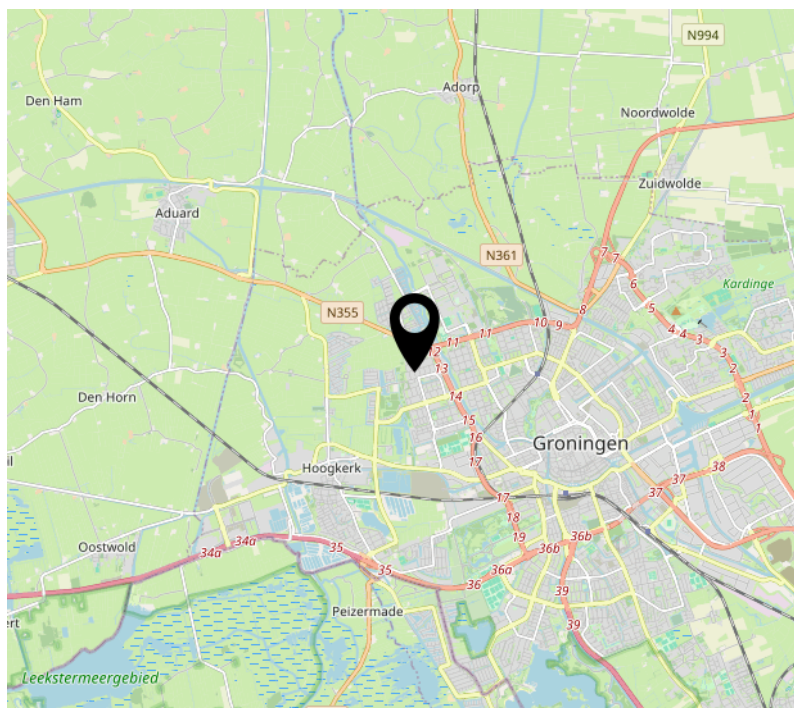 N994
Den Ham
Adorp
Noordwolde
Zuidwolde
Aduard
N361
7
7
6
Kardinge
N355
5
8
4
4
3
3
10
9
11
11
12
13
2
2
14
Den Horn
1
1
15
16
Groningen
il
17
Hoogkerk
38
37
37
17
18
Oostwold
34a
34a
35
19
36b
36b
35
36
36a
39
Peizermade
ert
39
Leekstermeergebied